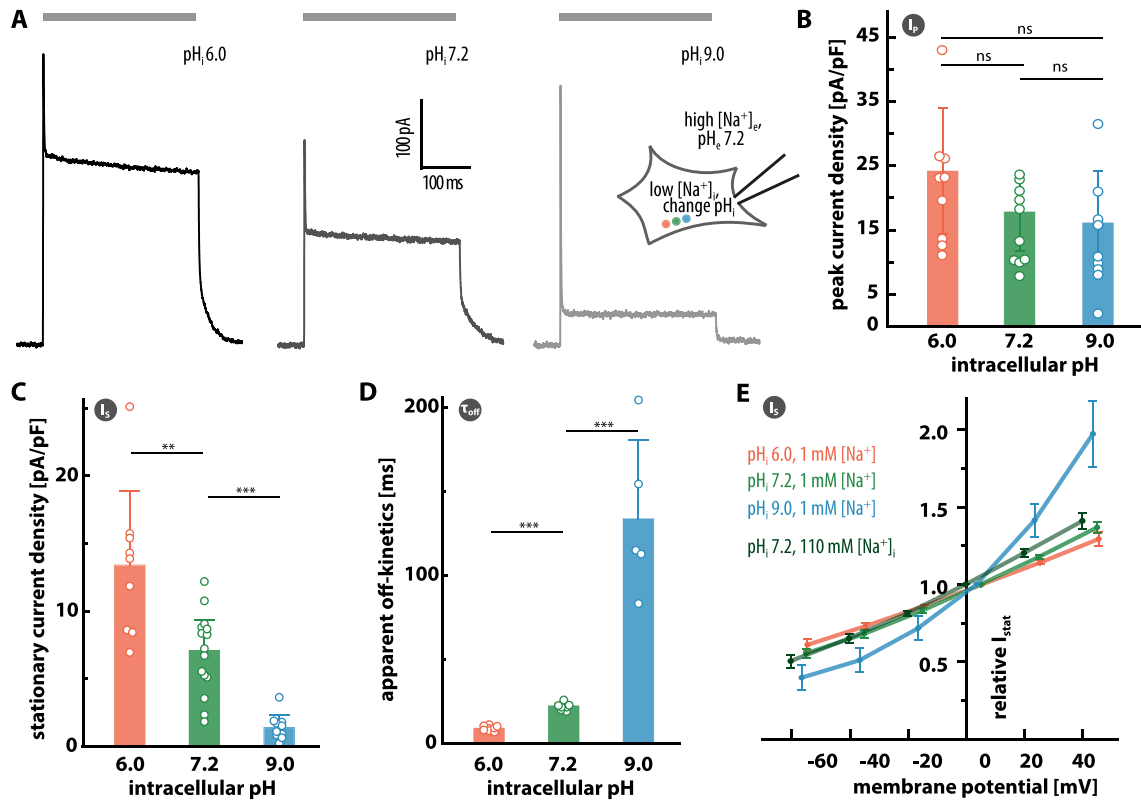 A
pHi 6.0
pHi 7.2
pHi 9.0
100 pA
100 ms
high [Na+]e,
pHe 7.2
low [Na+]i,
change pHi
B
IP
peak current density [pA/pF]
45
35
25
15
5
0
ns
ns
ns
6.0 7.2 9.0
intracellular pH
C
IS
stationary current density [pA/pF]
20
10
0
**
***
6.0 7.2 9.0
intracellular pH
D
τoff
apparent off-kinetics [ms]
200
100
0
***
***
6.0 7.2 9.0
intracellular pH
E
IS
pHi 6.0, 1 mM [Na+]
pHi 7.2, 1 mM [Na+]
pHi 9.0, 1 mM [Na+]
pHi 7.2, 110 mM [Na+]i
2.0
1.5
1.0
0.5
relative Istat
-60 -40 -20 0 20 40
membrane potential [mV]